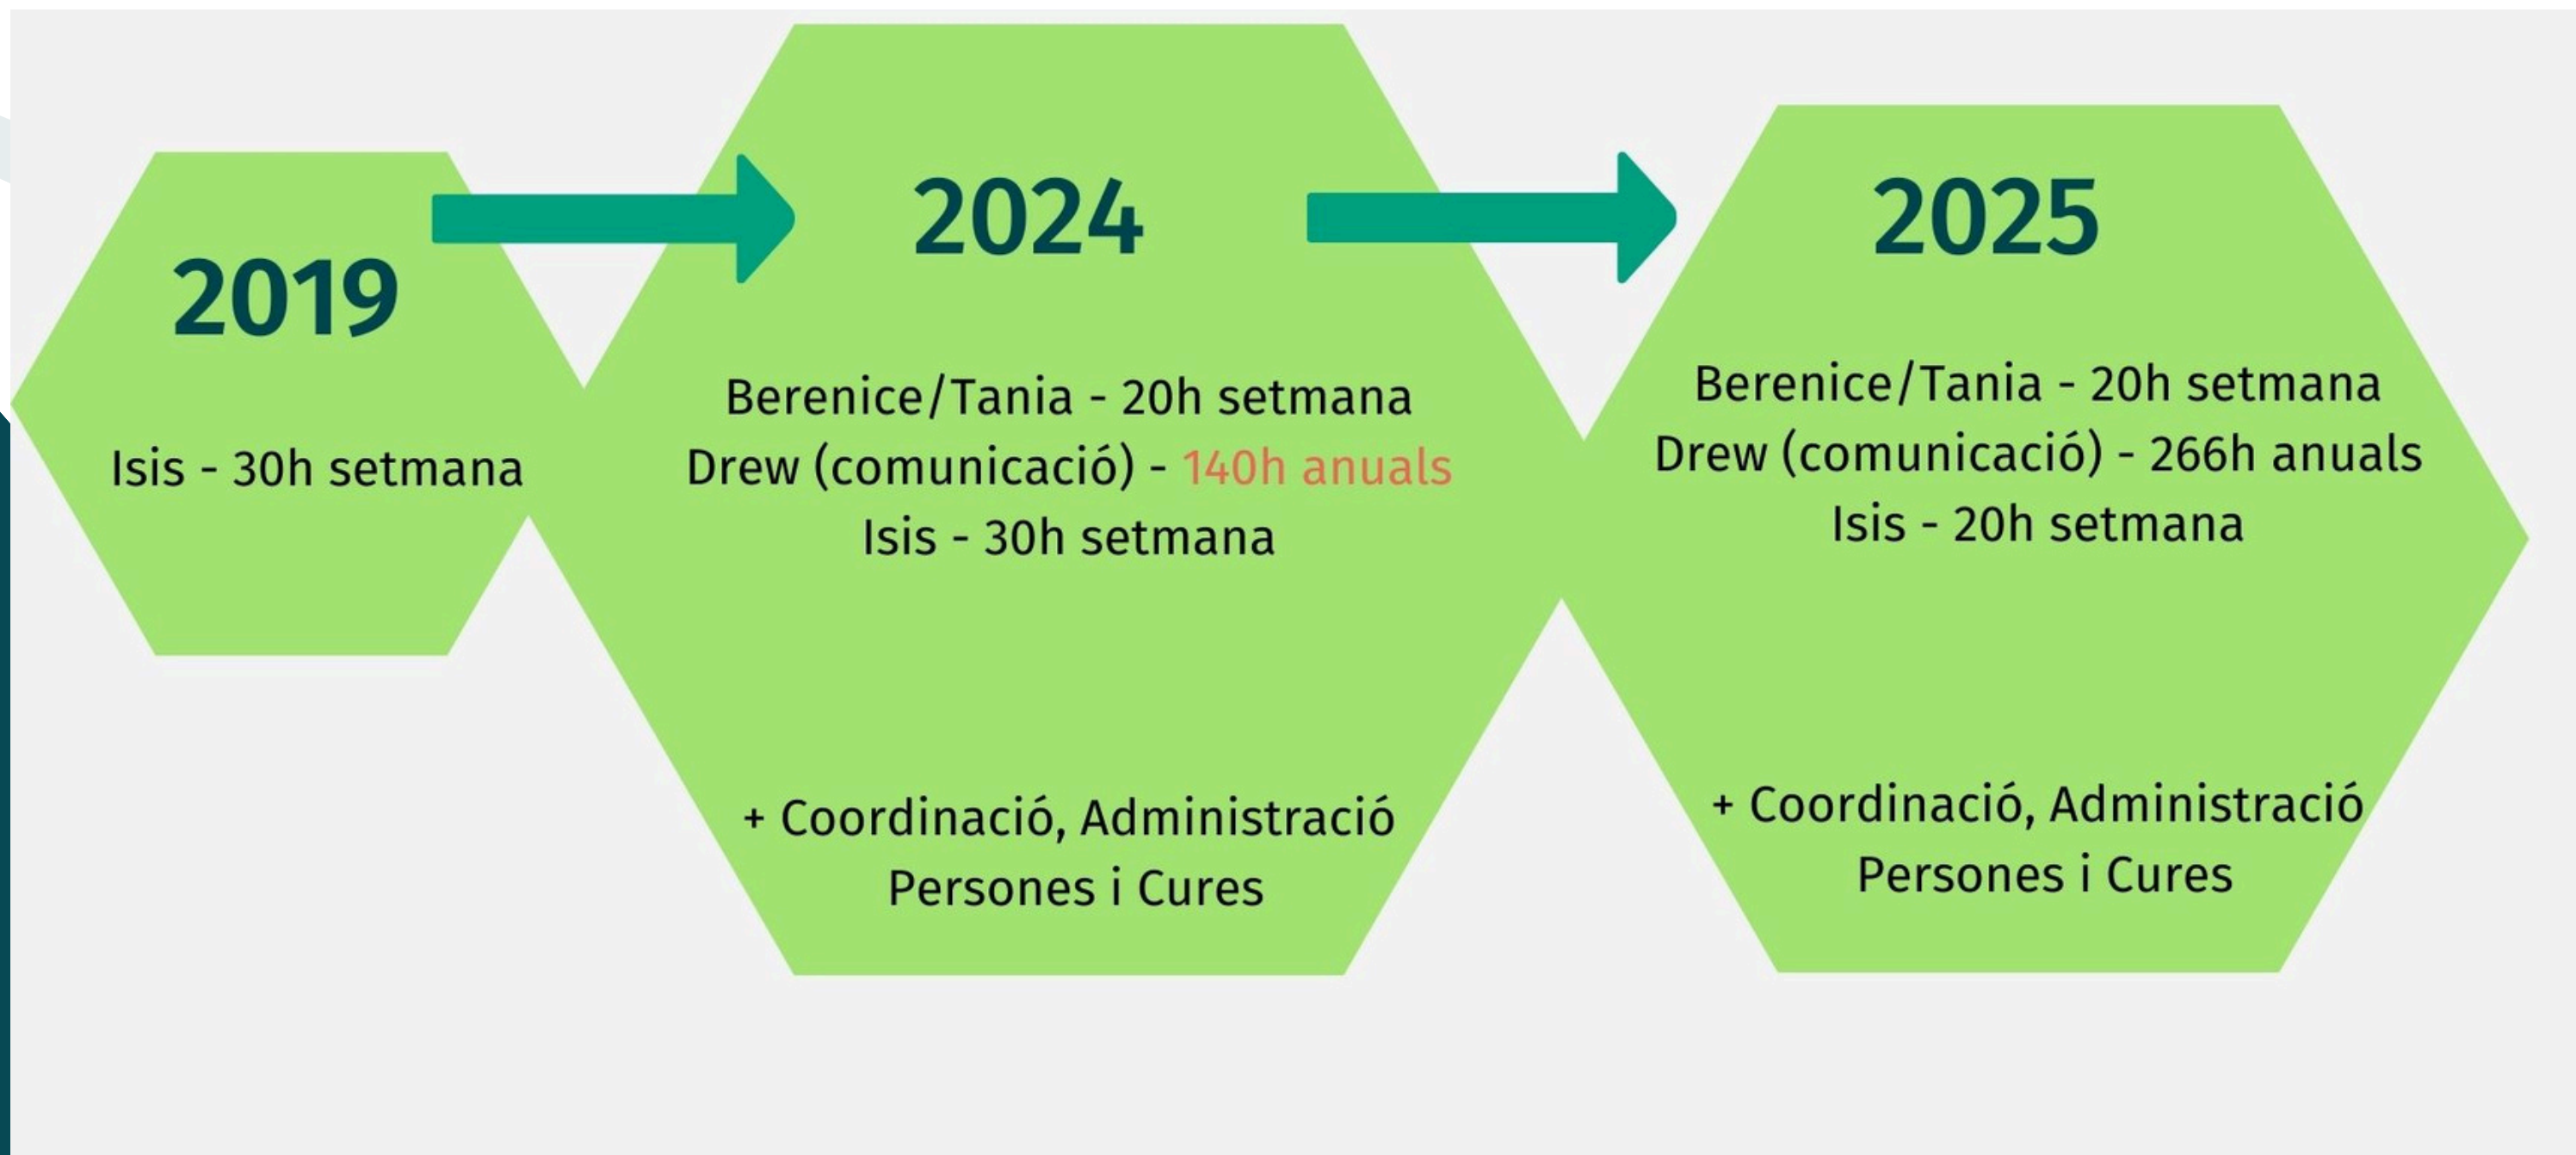 2019
Isis - 30h setmana
2024
Berenice/Tania - 20h setmana
Drew (comunicació) - 140h anuals
Isis - 30h setmana
+ Coordinació, Administració
Persones i Cures
2025
Berenice/Tania - 20h setmana
Drew (comunicació) - 266h anuals
Isis - 20h setmana
+ Coordinació, Administració
Persones i Cures